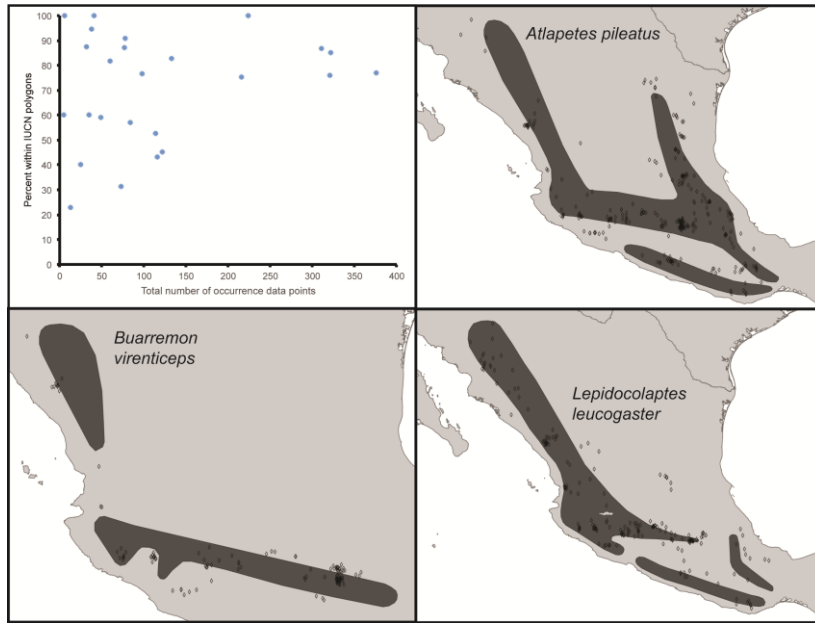 100
90
80
70
60
50
40
30
20
10
0
Percent within IUCN polygons
0 50 100 150 200 250 300 350 400
Total number of occurrence data points
Atlapetes pileatus
Buarremon
virenticeps
Lepidocolaptes
leucogaster